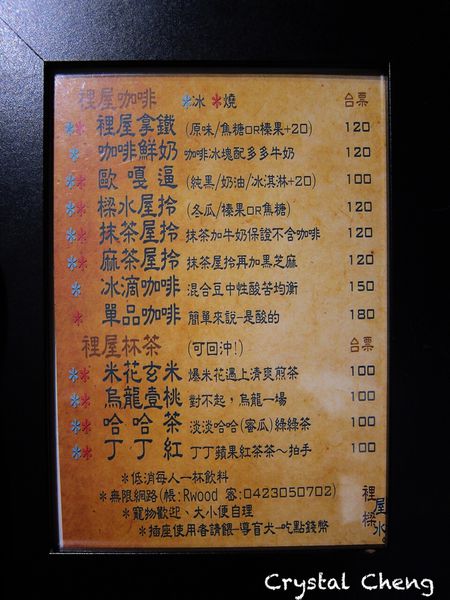 裡屋咖啡 *冰 *燒 台票
**裡屋拿鐵 (原味/焦糖OR榛果+20) 120
*咖啡鮮奶 咖啡冰塊配多多牛奶 120
**歐嘎逼 (純黑/奶油/冰淇淋+20) 100
**樑水屋拎 (冬瓜/榛果OR焦糖) 120
**抹茶屋拎 抹茶加牛奶保證不含咖啡 120
**麻茶屋拎 抹茶屋拎再加黑芝麻 120
*冰滴咖啡 混合豆中性酸苦均衡 150
*單品咖啡 簡單來說-是酸的 180
裡屋杯茶 (可回沖!) 台票
**米花玄米 爆米花遇上清爽煎茶 100
**烏龍壹桃 對不起，烏龍一場 100
**哈哈茶 淡淡哈哈(蜜瓜)綠綠茶 100
**丁丁紅 丁丁蘋果紅茶茶～拍手 100
*低消每人一杯飲料
*無限網路(帳:Rwood 密:0423050702)
*寵物歡迎、大小便自理
*插座使用者請餵-導盲犬-吃點錢幣
裡屋樑水
Crystal Cheng